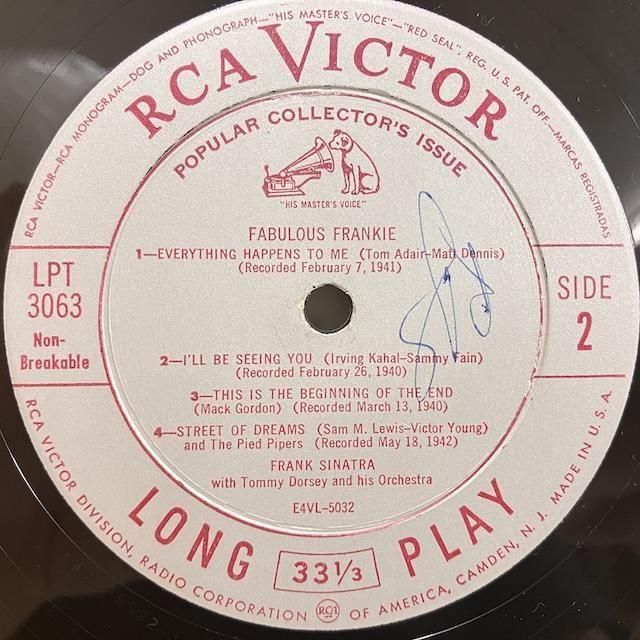 RCA VICTOR—RCA MONOGRAM—DOG AND PHONOGRAPH—"HIS MASTER'S VOICE"—"RED SEAL", REG. U.S. PAT. OFF.—MARCAS REGISTRADAS
RCA VICTOR
POPULAR COLLECTOR'S ISSUE
"HIS MASTER'S VOICE"
FABULOUS FRANKIE
1—EVERYTHING HAPPENS TO ME (Tom Adair–Matt Dennis)
(Recorded February 7, 1941)
LPT
3063
Non-
Breakable
SIDE
2
2—I'LL BE SEEING YOU (Irving Kahal–Sammy Fain)
(Recorded February 26, 1940)
3—THIS IS THE BEGINNING OF THE END
(Mack Gordon) (Recorded March 13, 1940)
4—STREET OF DREAMS (Sam M. Lewis–Victor Young)
and The Pied Pipers (Recorded May 18, 1942)
FRANK SINATRA
with Tommy Dorsey and his Orchestra
E4VL–5032
LONG 33 1/3 PLAY
RCA VICTOR DIVISION, RADIO CORPORATION RCA OF AMERICA, CAMDEN, N. J. MADE IN U.S.A.